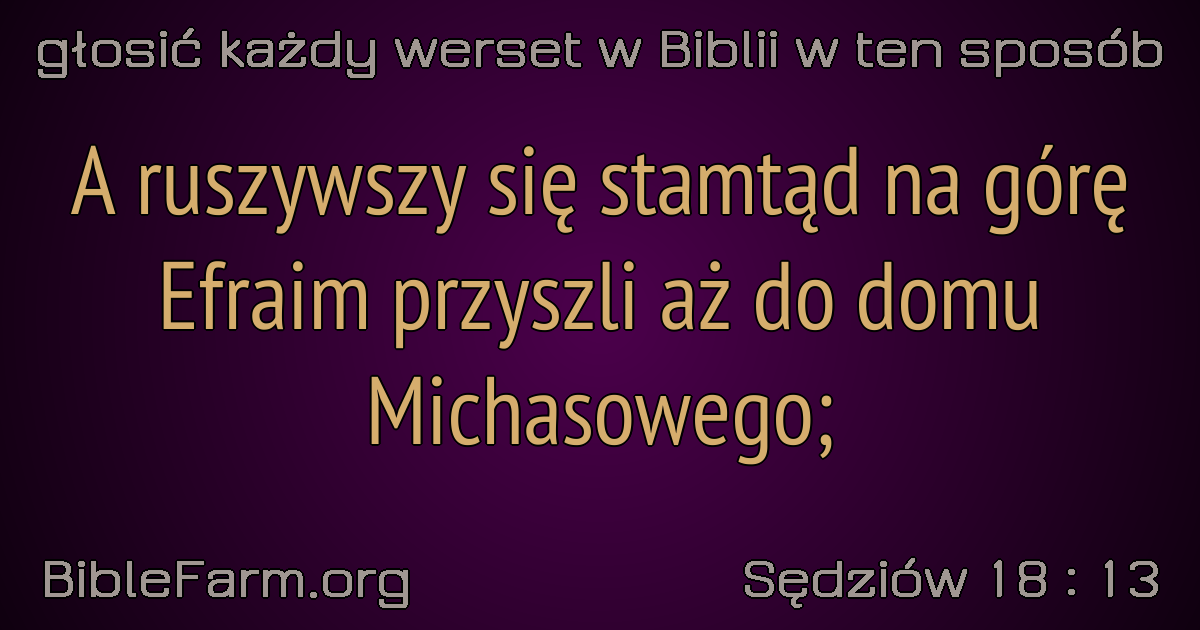 głosić każdy werset w Biblii w ten sposób
A ruszywszy się stamtąd na górę
Efraim przyszli aż do domu
Michasowego;
BibleFarm.org
Sędziów 18 : 13